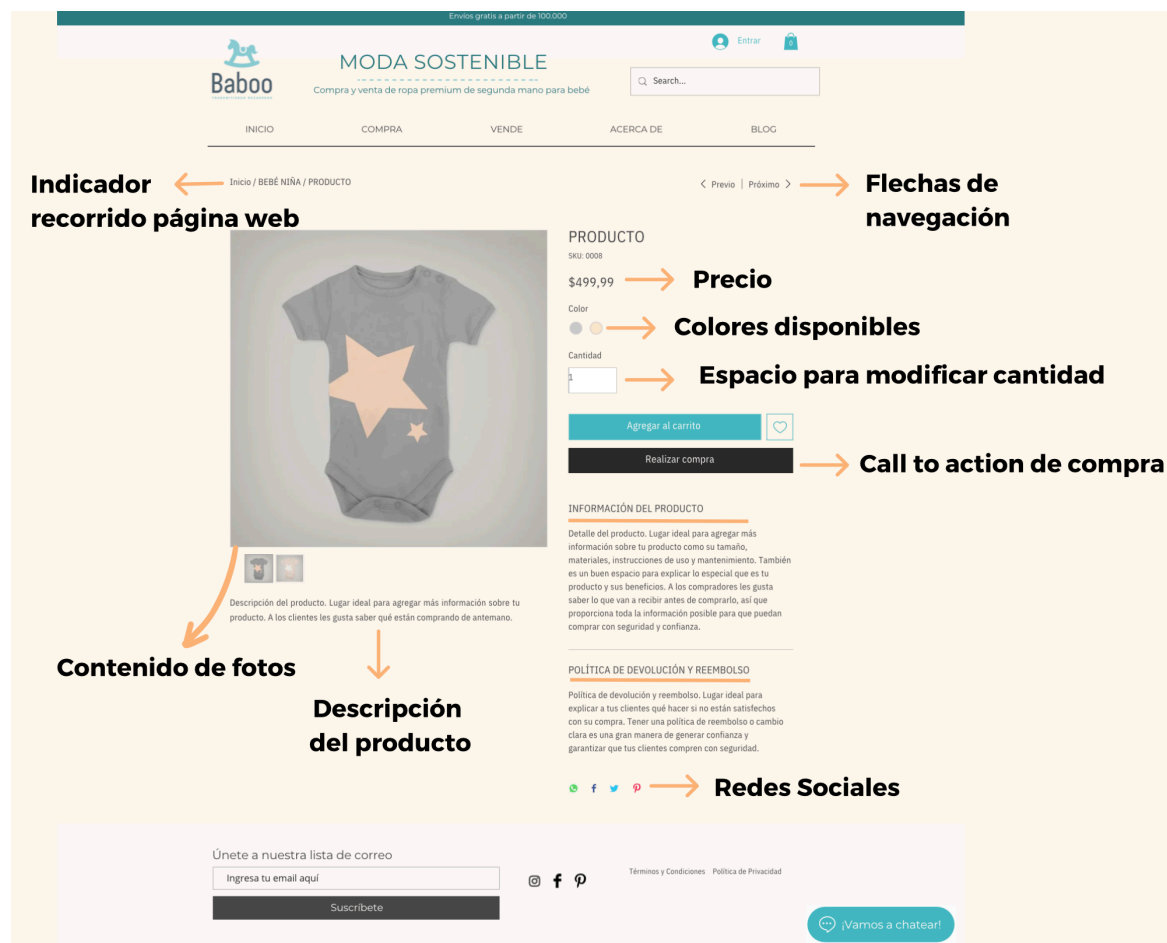 Envíos gratis a partir de 100.000
Entrar
0
Baboo
MODA SOSTENIBLE
Compra y venta de ropa premium de segunda mano para bebé
Search...
INICIO
COMPRA
VENDE
ACERCA DE
BLOG
Indicador
recorrido página web
Inicio / BEBÉ NIÑA / PRODUCTO
< Previo | Próximo >
Flechas de
navegación
PRODUCTO
SKU: 0008
$499,99
Precio
Color
Colores disponibles
Cantidad
1
Espacio para modificar cantidad
Agregar al carrito
Realizar compra
Call to action de compra
INFORMACIÓN DEL PRODUCTO
Detalle del producto. Lugar ideal para agregar más
información sobre tu producto como su tamaño,
materiales, instrucciones de uso y mantenimiento. También
es un buen espacio para explicar lo especial que es tu
producto y sus beneficios. A los compradores les gusta
saber lo que van a recibir antes de comprarlo, así que
proporciona toda la información posible para que puedan
comprar con seguridad y confianza.
Descripción del producto. Lugar ideal para agregar más información sobre tu
producto. A los clientes les gusta saber qué están comprando de antemano.
Contenido de fotos
Descripción
del producto
POLÍTICA DE DEVOLUCIÓN Y REEMBOLSO
Política de devolución y reembolso. Lugar ideal para
explicar a tus clientes qué hacer si no están satisfechos
con su compra. Tener una política de reembolso o cambio
clara es una gran manera de generar confianza y
garantizar que tus clientes compren con seguridad.
Redes Sociales
Únete a nuestra lista de correo
Ingresa tu email aquí
Suscríbete
Términos y Condiciones
Política de Privacidad
¡Vamos a chatear!